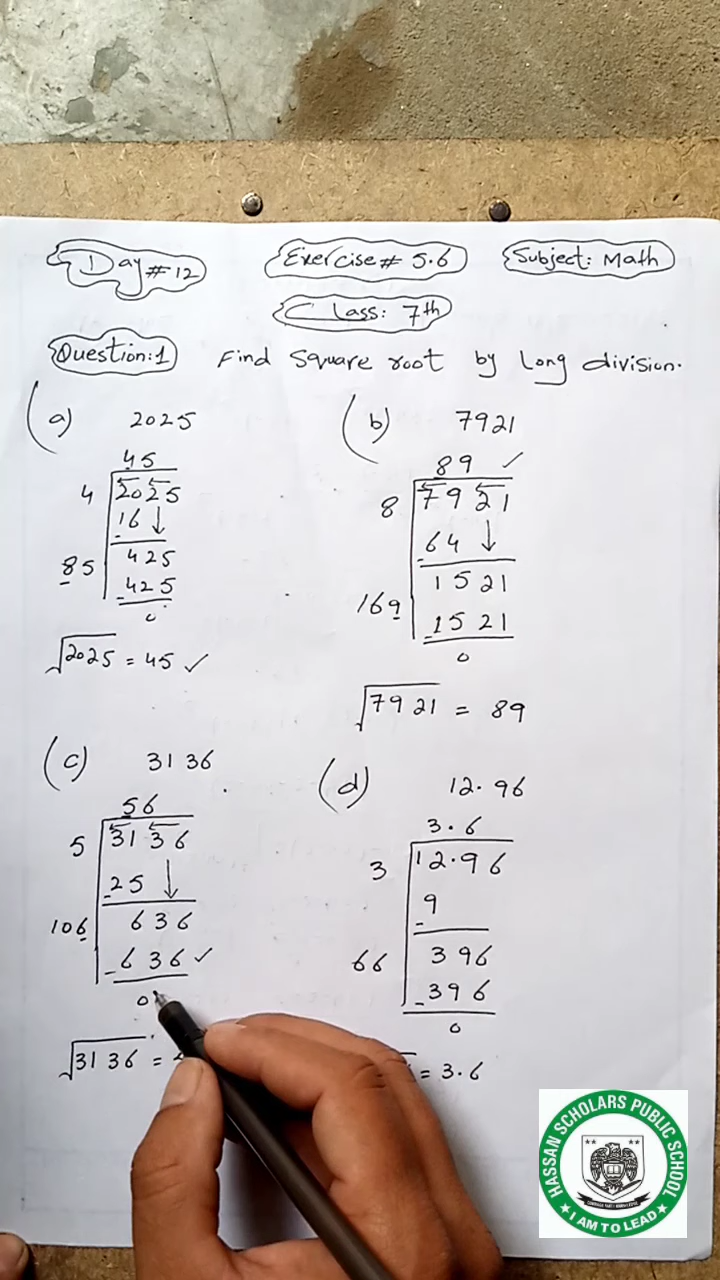 Day #12
Exercise# 5.6
Subject: Math
Class: 7th
Question:1 Find Square root by Long division.
(a) 2025
45
4 2025
-16
85 425
-425
0
√2025 = 45 ✓
(b) 7921
89 ✓
8 7921
-64
169 1521
-1521
0
√7921 = 89
(c) 3136
56
5 3136
-25
106 636
-636 ✓
0
√3136 =
(d) 12.96
3.6
3 12.96
-9
66 396
-396
0
= 3.6
HASSAN SCHOLARS PUBLIC SCHOOL
I AM TO LEAD